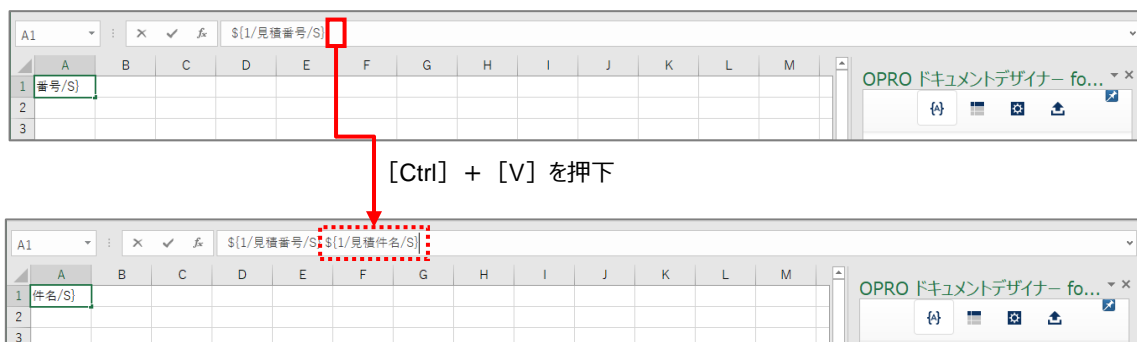 A1 fx ${1/見積番号/S}
A B C D E F G H I J K L M
OPRO ドキュメントデザイナー fo...
1 番号/S}
{A}
2
3
［Ctrl］＋［V］を押下
A1 fx ${1/見積番号/S}${1/見積件名/S}
A B C D E F G H I J K L M
OPRO ドキュメントデザイナー fo...
1 件名/S}
{A}
2
3